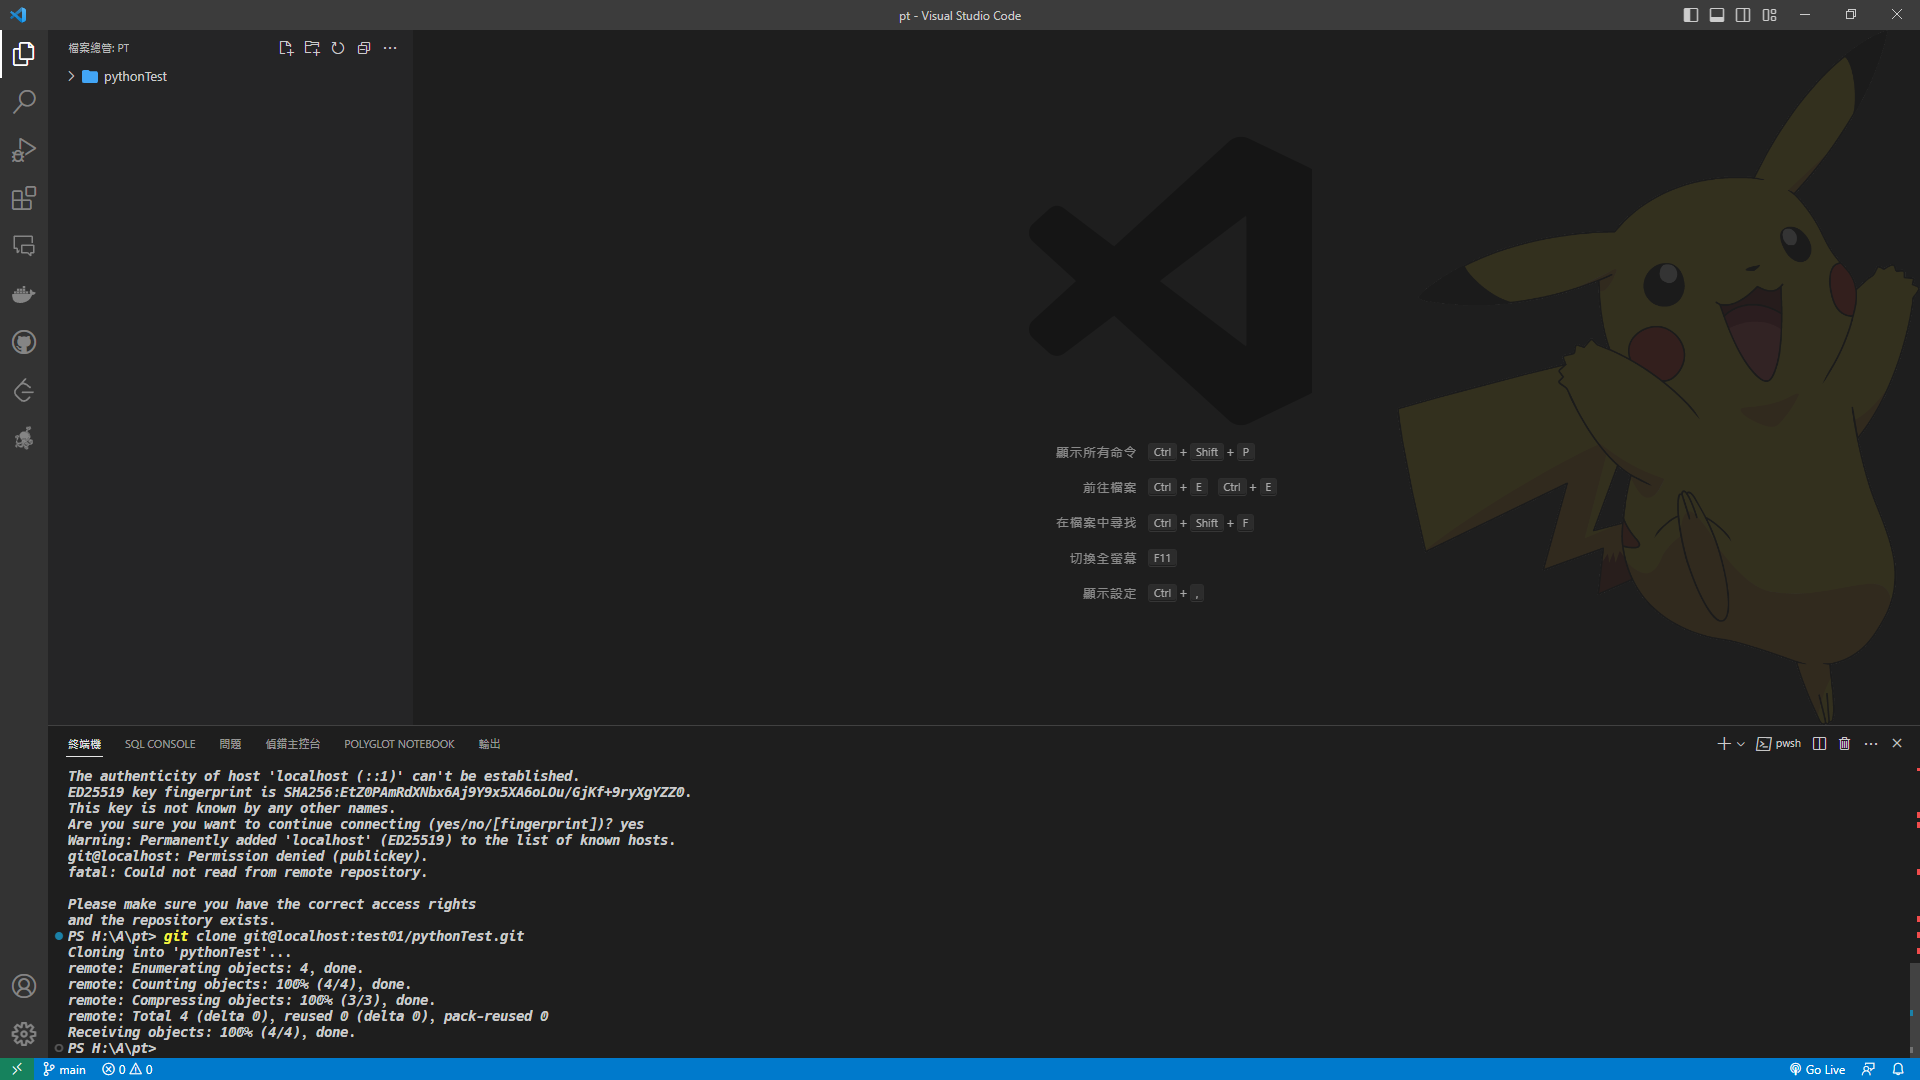 pt - Visual Studio Code
檔案總管: PT
pythonTest
顯示所有命令 Ctrl + Shift + P
前往檔案 Ctrl + E Ctrl + E
在檔案中尋找 Ctrl + Shift + F
切換全螢幕 F11
顯示設定 Ctrl + ,
終端機 SQL CONSOLE 問題 偵錯主控台 POLYGLOT NOTEBOOK 輸出
pwsh
The authenticity of host 'localhost (::1)' can't be established.
ED25519 key fingerprint is SHA256:EtZ0PAmRdXNbx6Aj9Y9x5XA6oLOu/GjKf+9ryXgYZZ0.
This key is not known by any other names.
Are you sure you want to continue connecting (yes/no/[fingerprint])? yes
Warning: Permanently added 'localhost' (ED25519) to the list of known hosts.
git@localhost: Permission denied (publickey).
fatal: Could not read from remote repository.
Please make sure you have the correct access rights
and the repository exists.
PS H:\A\pt> git clone git@localhost:test01/pythonTest.git
Cloning into 'pythonTest'...
remote: Enumerating objects: 4, done.
remote: Counting objects: 100% (4/4), done.
remote: Compressing objects: 100% (3/3), done.
remote: Total 4 (delta 0), reused 0 (delta 0), pack-reused 0
Receiving objects: 100% (4/4), done.
PS H:\A\pt>
main 0 0
Go Live